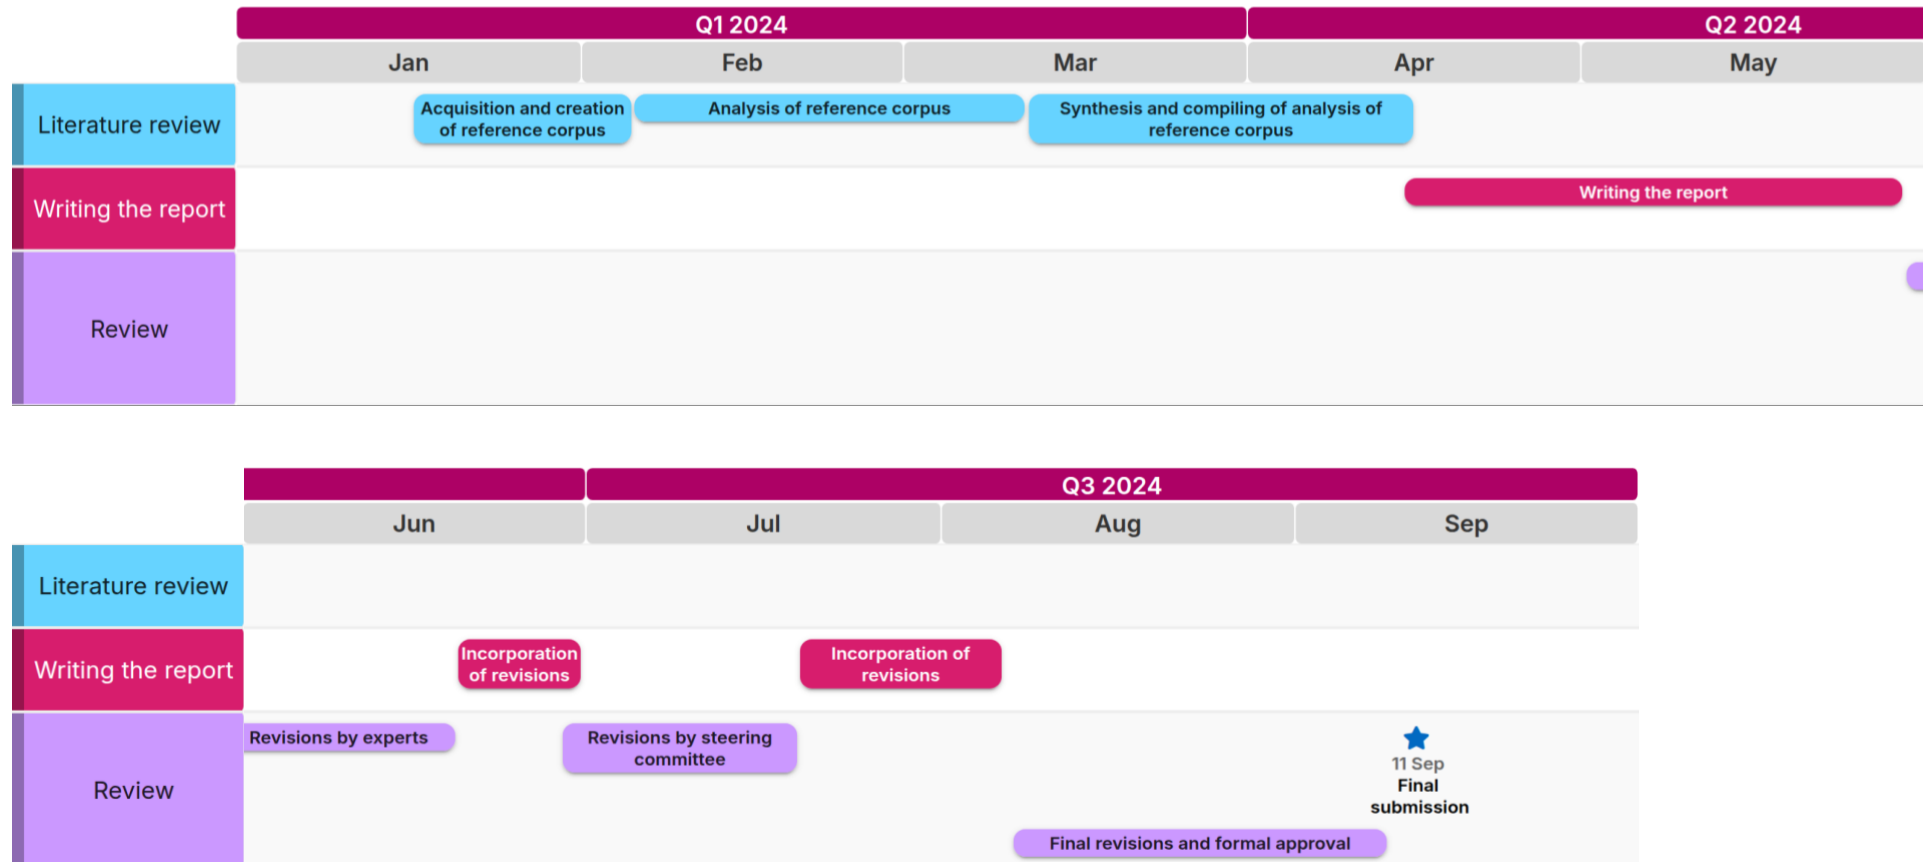 Q1 2024
Q2 2024
Jan
Feb
Mar
Apr
May
Literature review
Acquisition and creation
of reference corpus
Analysis of reference corpus
Synthesis and compiling of analysis of
reference corpus
Writing the report
Writing the report
Review
Q3 2024
Jun
Jul
Aug
Sep
Literature review
Writing the report
Incorporation
of revisions
Incorporation of
revisions
Review
Revisions by experts
Revisions by steering
committee
11 Sep
Final
submission
Final revisions and formal approval